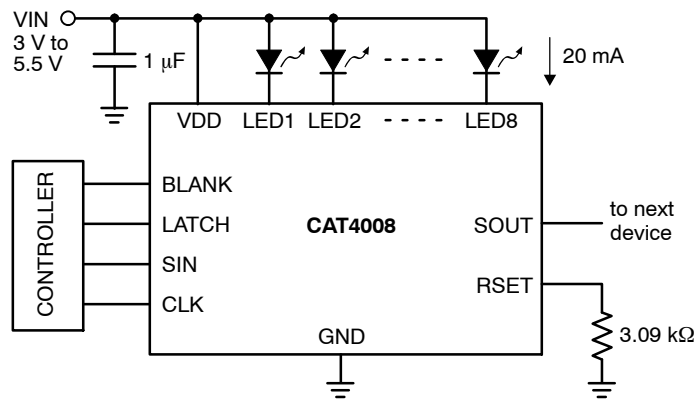 VIN
3 V to
5.5 V
1 μF
20 mA
VDD LED1 LED2 LED8
CONTROLLER
BLANK
LATCH
SIN
CLK
CAT4008
SOUT
to next
device
RSET
GND
3.09 kΩ